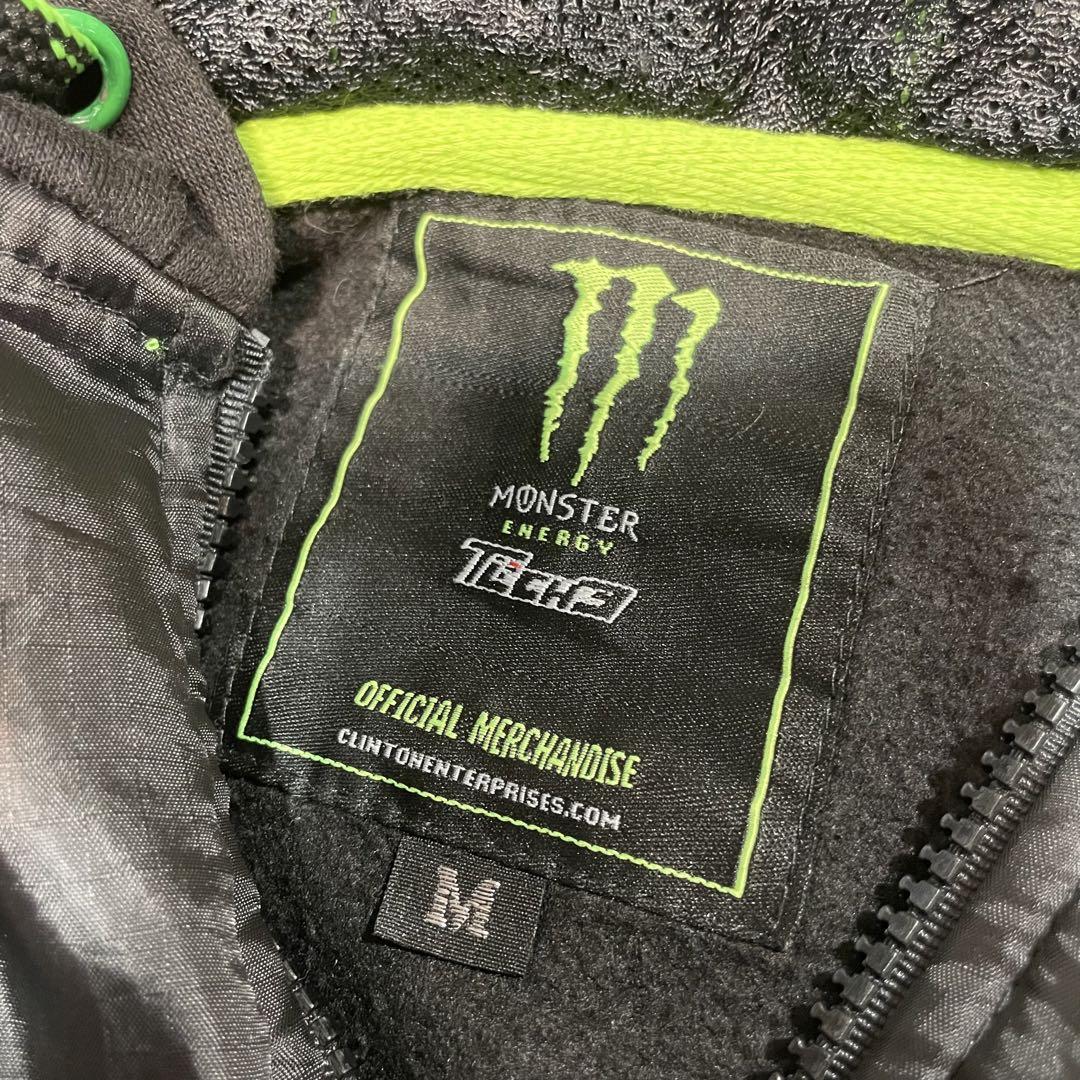 MONSTER
ENERGY
TECH3
OFFICIAL MERCHANDISE
CLINTONENTERPRISES.COM
M